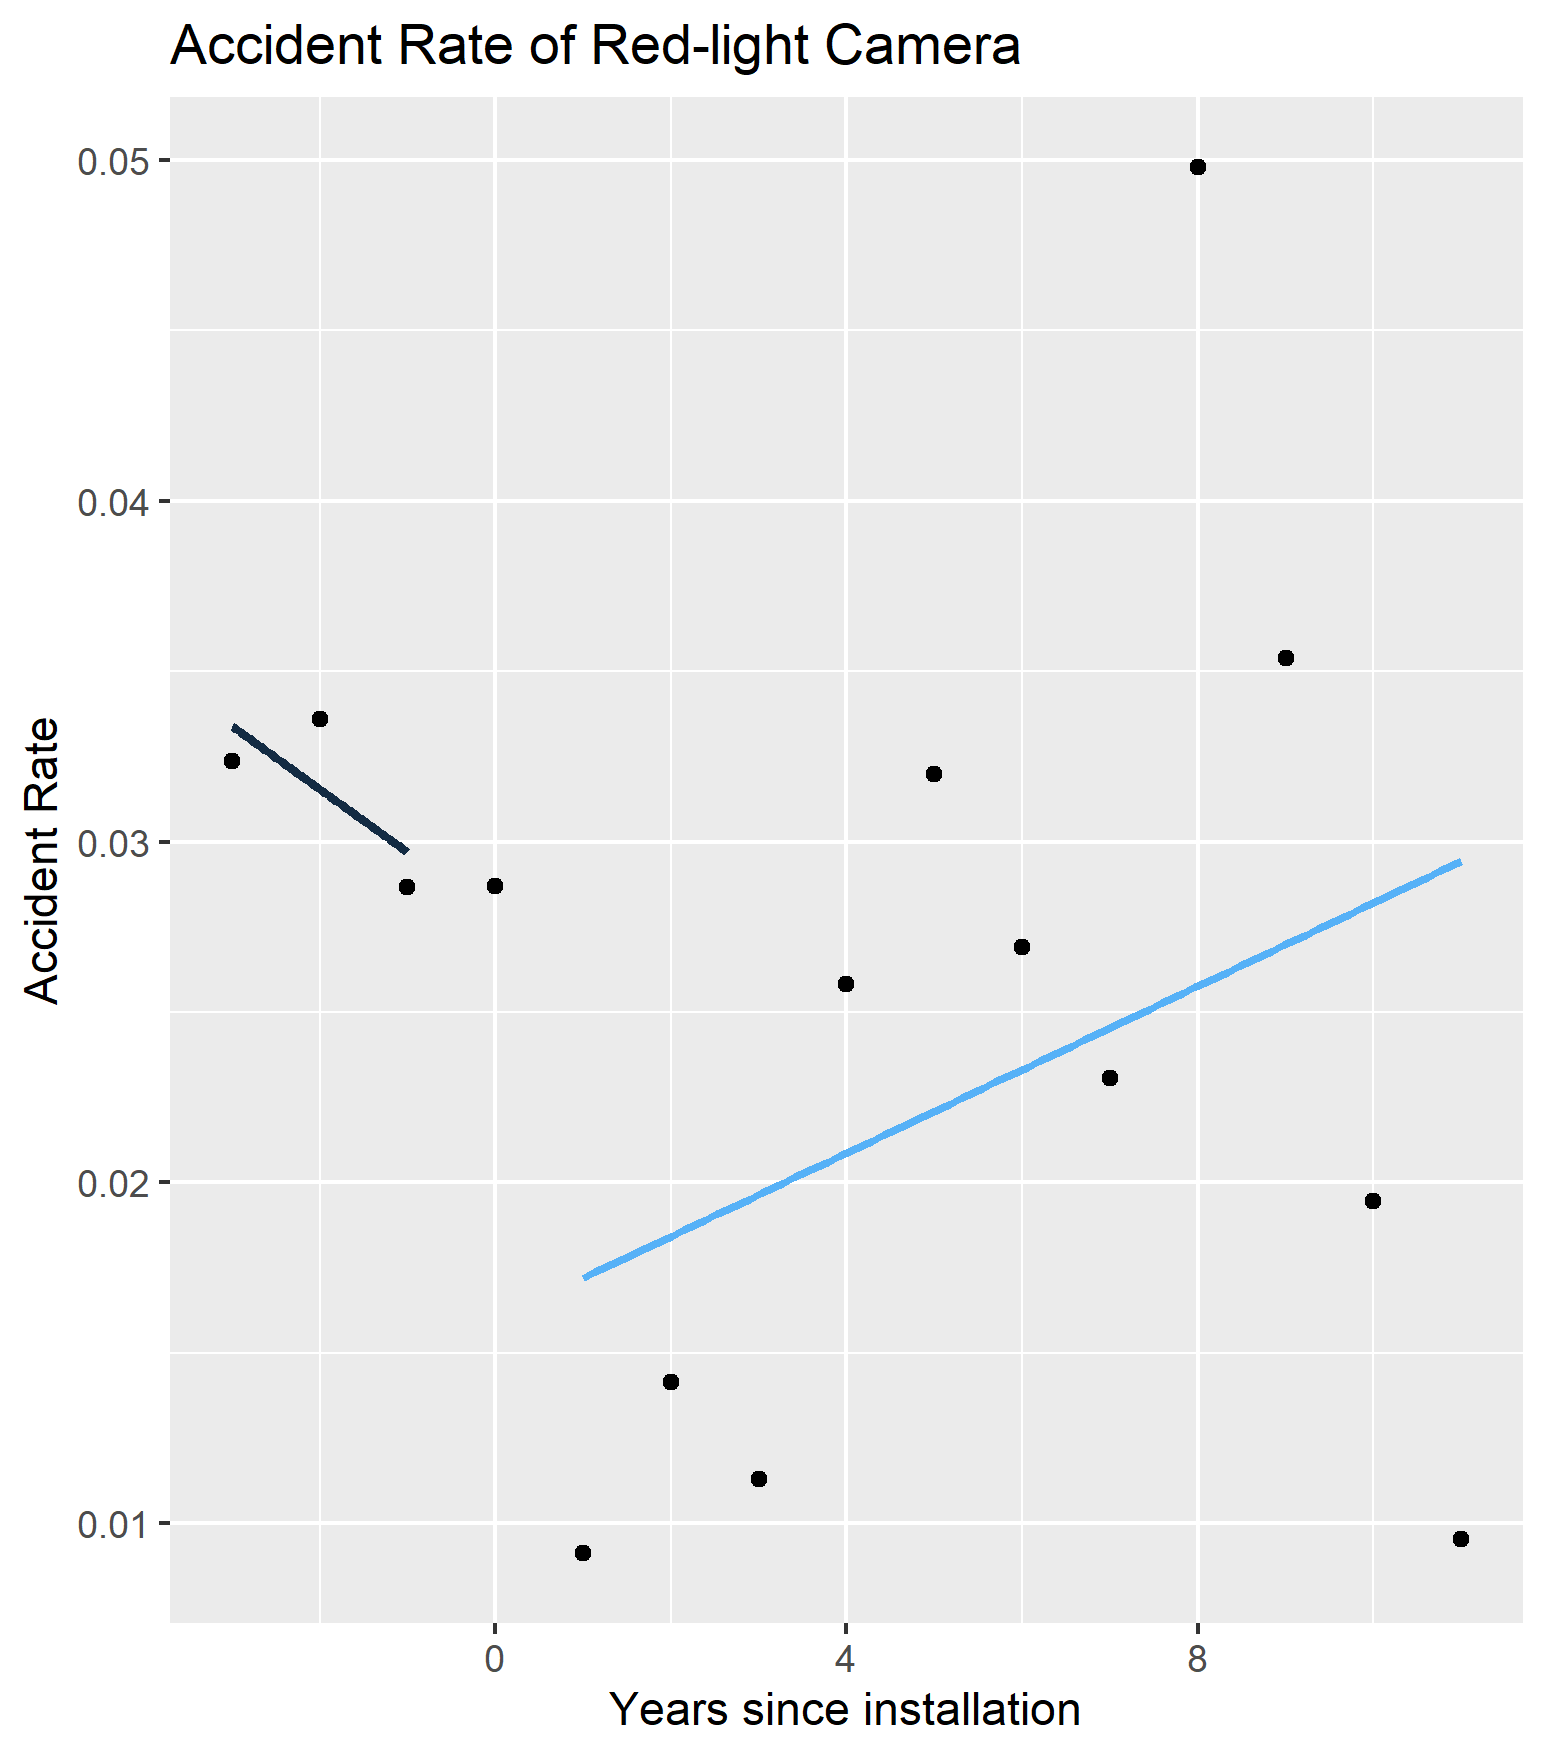 Accident Rate of Red-light Camera
0.05
0.04
0.03
0.02
0.01
Accident Rate
0 4 8
Years since installation